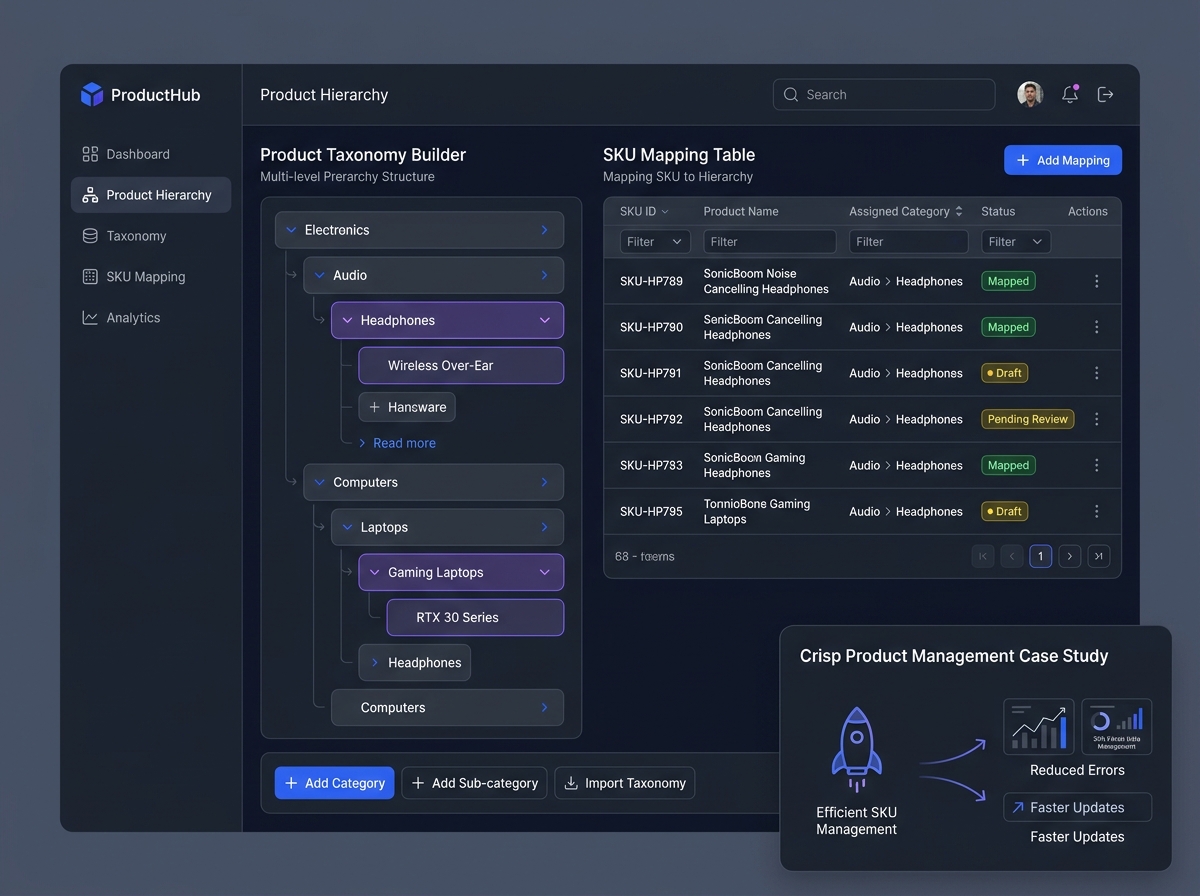 ProductHub
Product Hierarchy
Search
Dashboard
Product Hierarchy
Taxonomy
SKU Mapping
Analytics
Product Taxonomy Builder
Multi-level Prerarchy Structure
Electronics
Audio
Headphones
Wireless Over-Ear
+ Hansware
Read more
Computers
Laptops
Gaming Laptops
RTX 30 Series
Headphones
Computers
+ Add Category
+ Add Sub-category
Import Taxonomy
SKU Mapping Table
Mapping SKU to Hierarchy
+ Add Mapping
SKU ID Product Name Assigned Category Status Actions
Fiiter Filter Filter Filter
SKU-HP789 SonicBoom Noise Cancelling Headphones Audio > Headphones Mapped
SKU-HP790 SenicBoom Cancelling Headphones Audio > Headphones Mapped
SKU-HP791 SonicBoom Cancelling Headphones Audio > Headphones Draft
SKU-HP792 SonicBoom Cancelling Headphones Audio > Headphones Pending Review
SKU-HP783 SonicBoon Gaming Headphones Audio > Headphones Mapped
SKU-HP795 TonnioBone Gaming Laptops Audio > Headphones Draft
68 -
1
Crisp Product Management Case Study
Efficient SKU
Management
Management
Reduced Errors
Faster Updates
Faster Updates